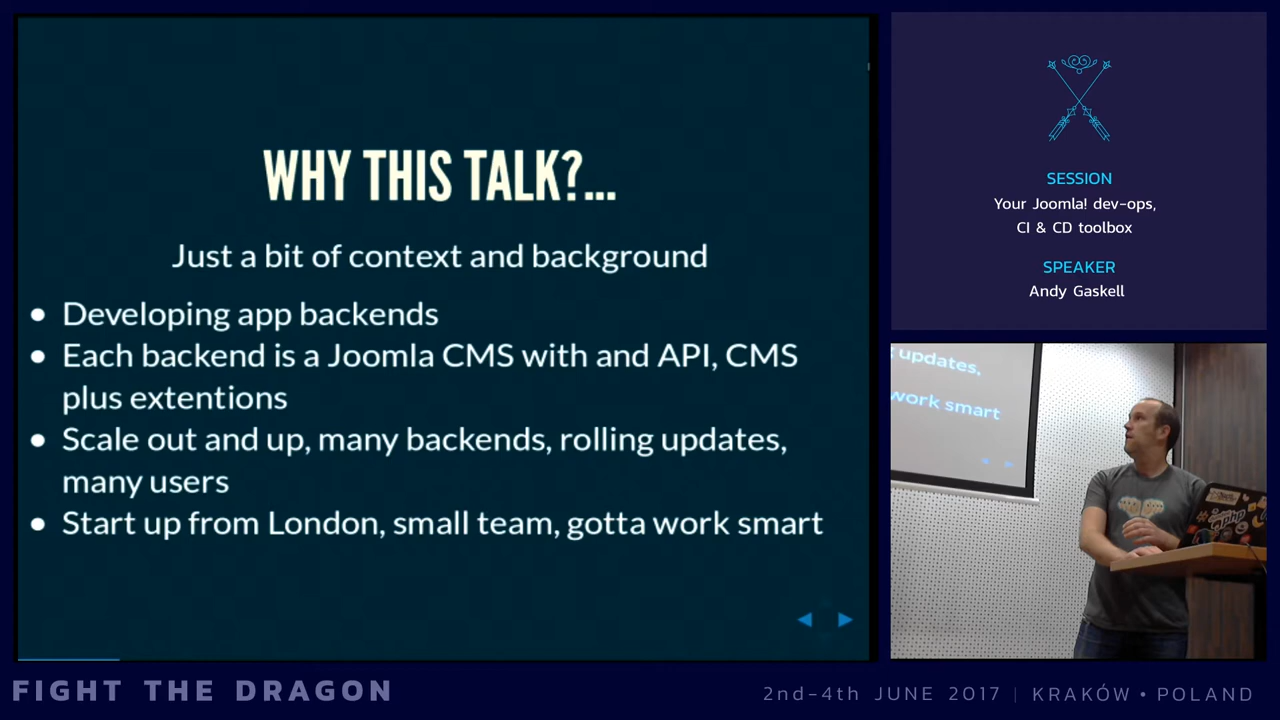 WHY THIS TALK?...
Just a bit of context and background
Developing app backends
Each backend is a Joomla CMS with and API, CMS
plus extentions
Scale out and up, many backends, rolling updates,
many users
Start up from London, small team, gotta work smart
SESSION
Your Joomla! dev-ops,
CI & CD toolbox
SPEAKER
Andy Gaskell
updates,
work smart
php
FIGHT THE DRAGON
2nd-4th JUNE 2017 | KRAKÓW • POLAND